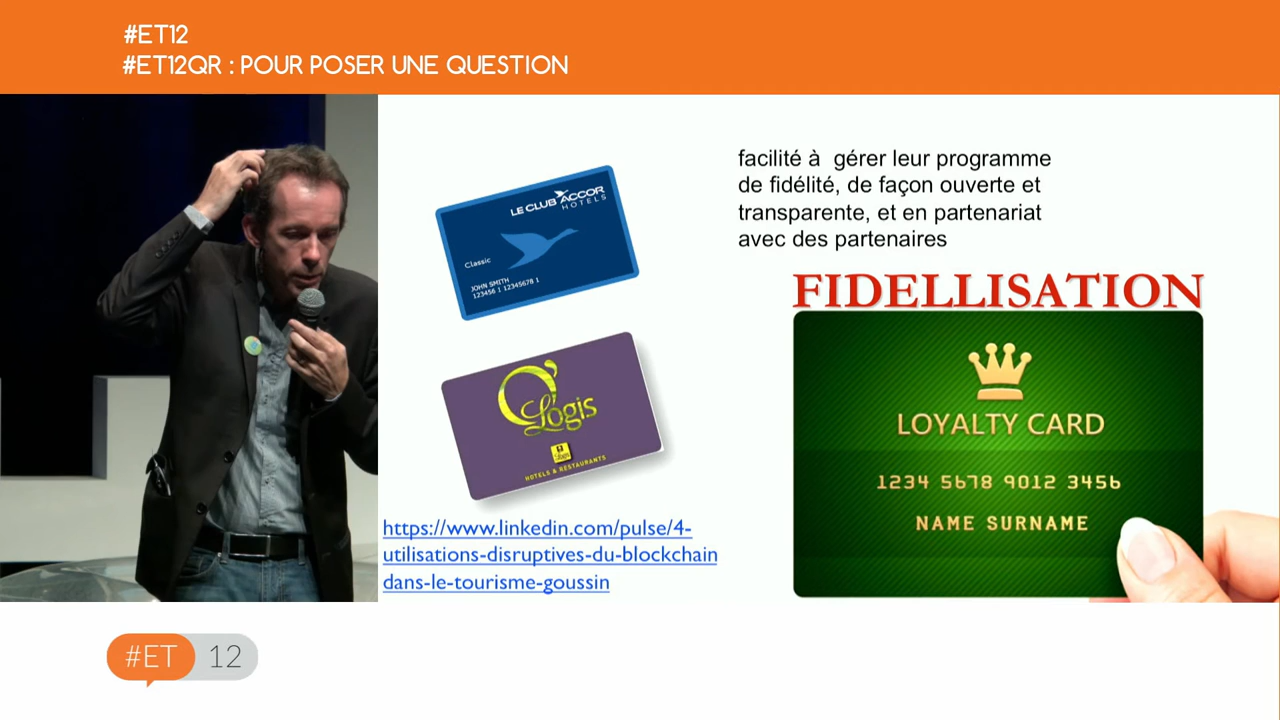 #ET12
#ET12QR : POUR POSER UNE QUESTION
facilité à  gérer leur programme
de fidélité, de façon ouverte et
transparente, et en partenariat
avec des partenaires
LE CLUB ACCOR
HOTELS
Classic
JOHN SMITH
123456 1 12345678 1
O'Logis
HOTELS & RESTAURANTS
https://www.linkedin.com/pulse/4-
utilisations-disruptives-du-blockchain
dans-le-tourisme-goussin
FIDELLISATION
LOYALTY CARD
1234 5678 9012 3456
NAME SURNAME
#ET 12